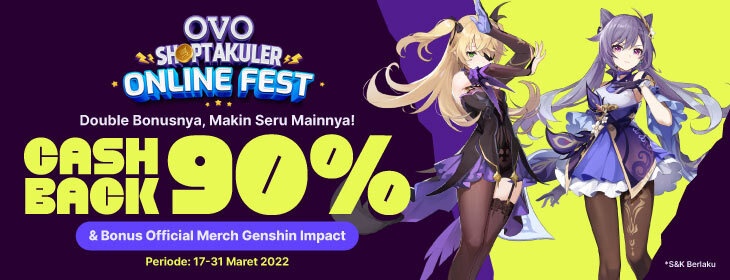 OVO
SHOPTAKULER
ONLINE FEST
Double Bonusnya, Makin Seru Mainnya!
CASH
BACK 90%
& Bonus Official Merch Genshin Impact
Periode: 17-31 Maret 2022
*S&K Berlaku